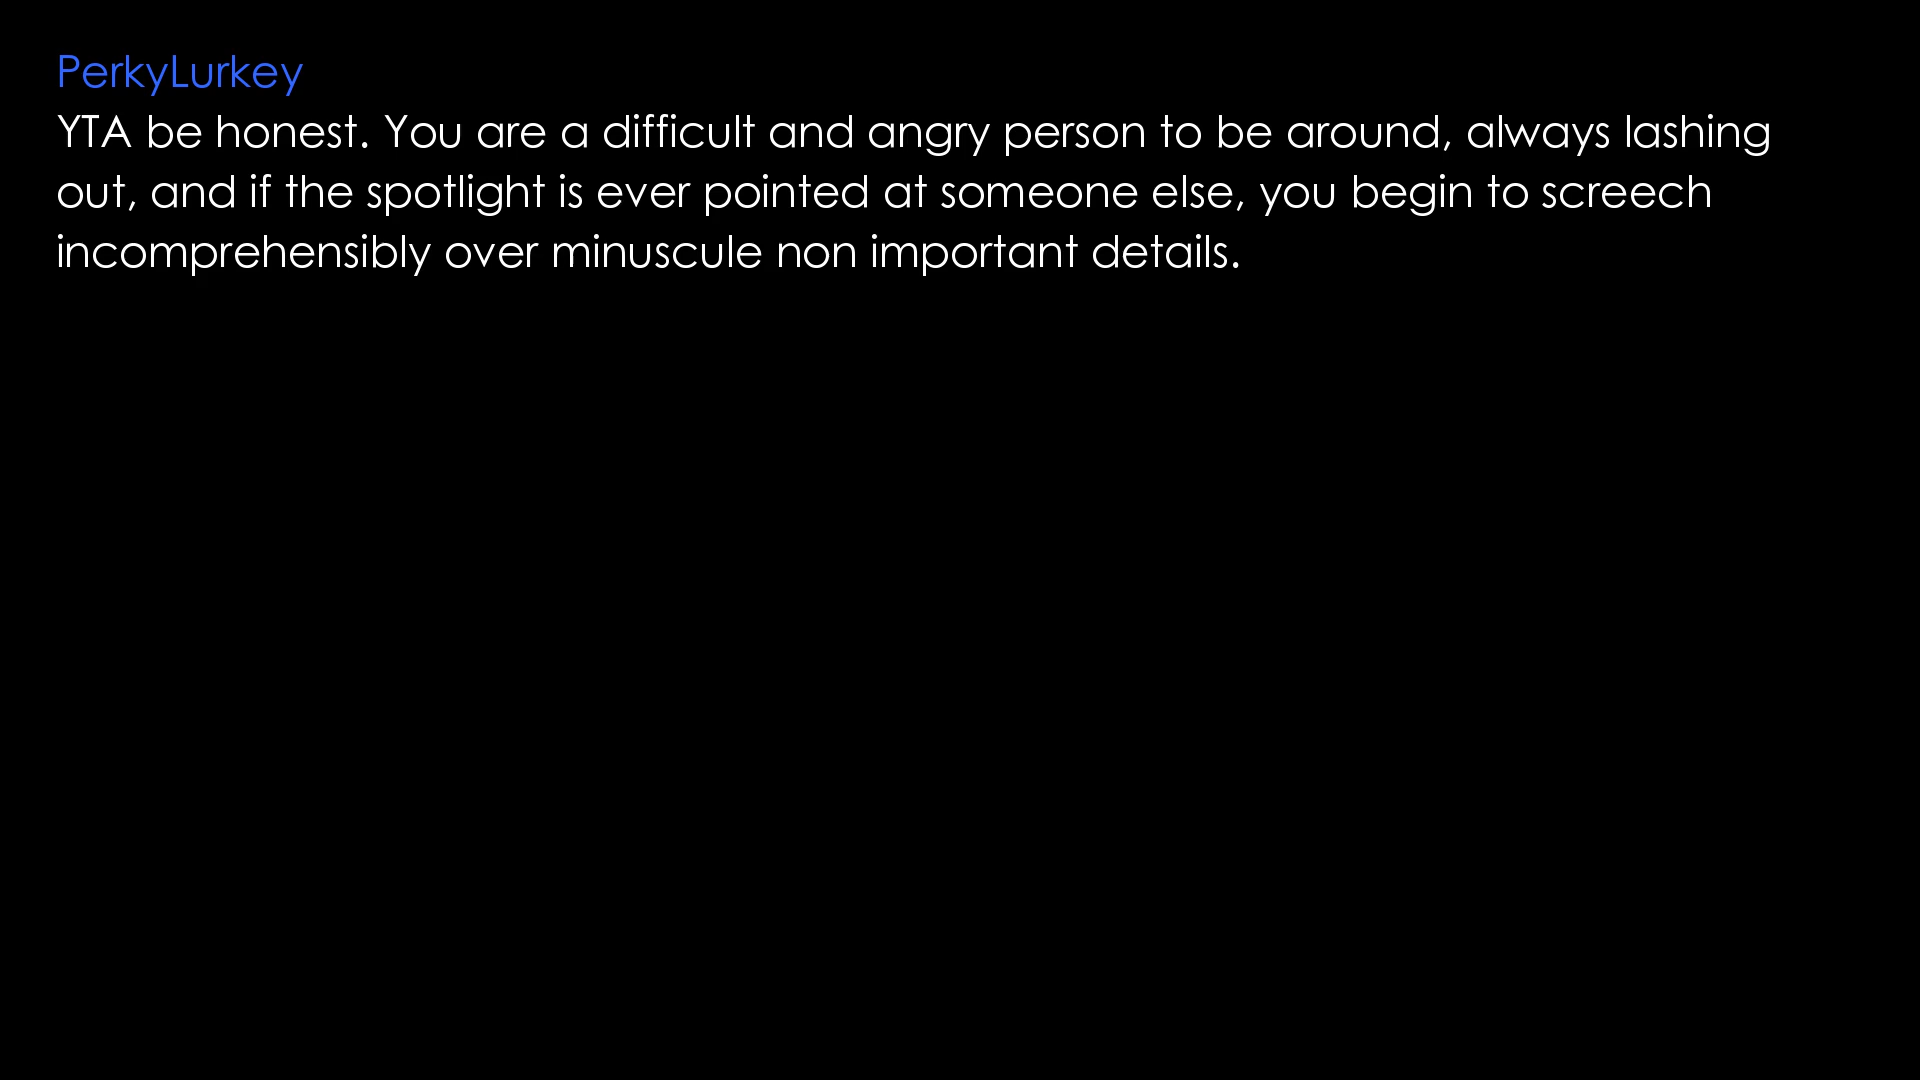 PerkyLurkey
YTA be honest. You are a difficult and angry person to be around, always lashing
out, and if the spotlight is ever pointed at someone else, you begin to screech
incomprehensibly over minuscule non important details.